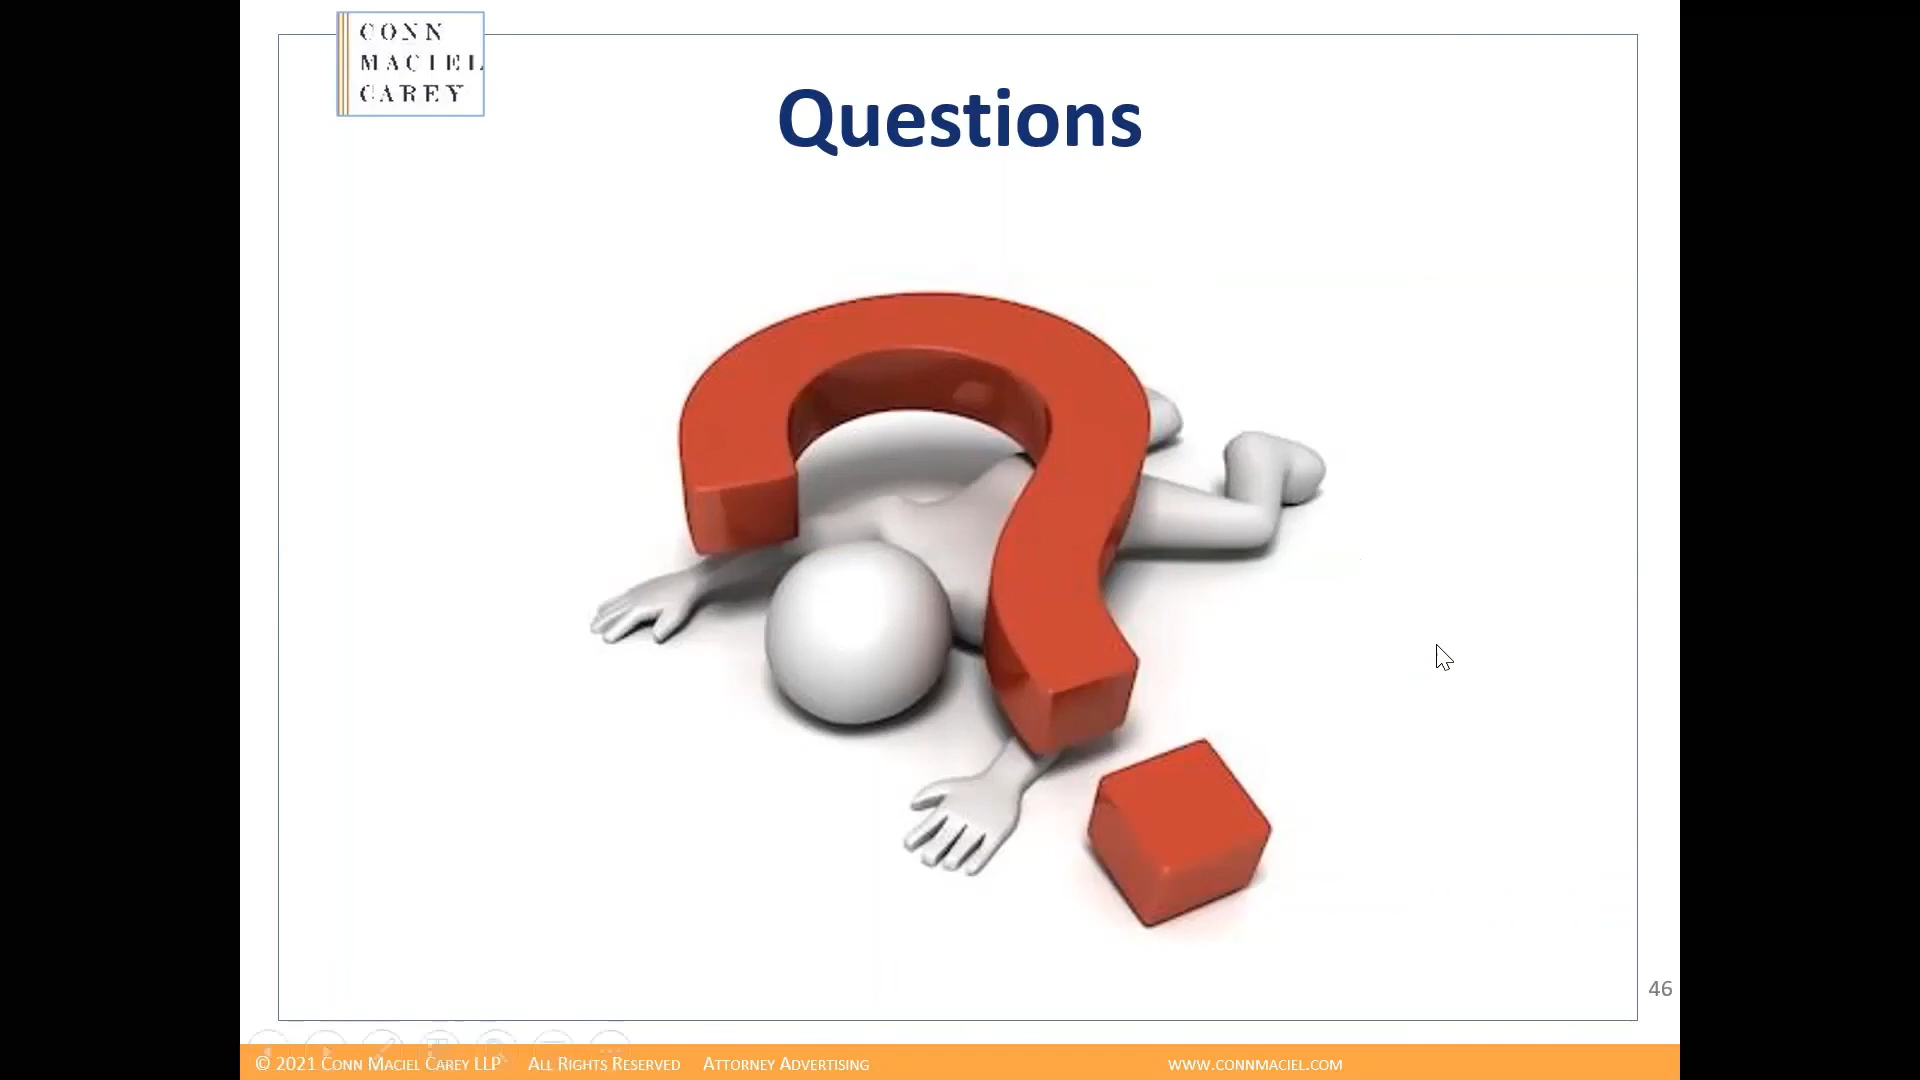 CONN
MACIEL
CAREY
Questions
46
© 2021 CONN MACIEL CAREY LLP ALL RIGHTS RESERVED ATTORNEY ADVERTISING WWW.CONNMACIEL.COM